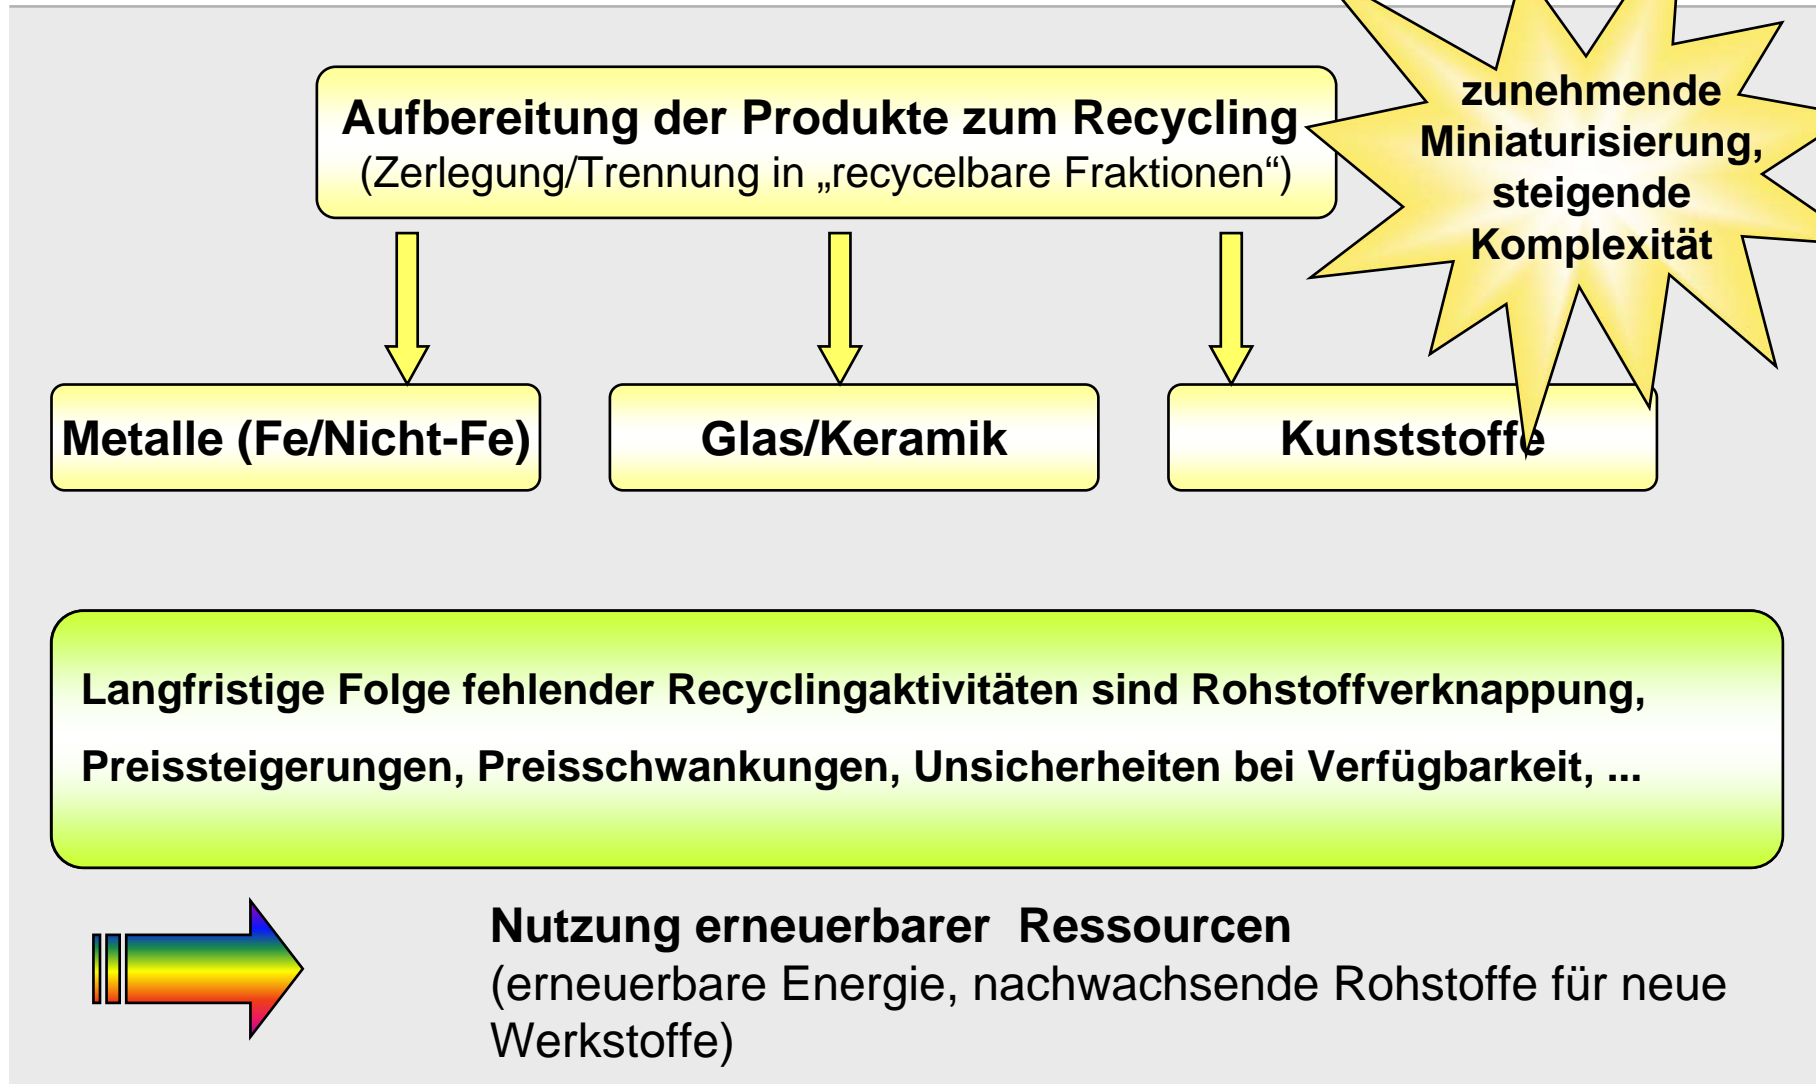 Aufbereitung der Produkte zum Recycling
(Zerlegung/Trennung in „recycelbare Fraktionen“)
zunehmende
Miniaturisierung,
steigende
Komplexität
Metalle (Fe/Nicht-Fe)
Glas/Keramik
Kunststoffe
Langfristige Folge fehlender Recyclingaktivitäten sind Rohstoffverknappung,
Preissteigerungen, Preisschwankungen, Unsicherheiten bei Verfügbarkeit, ...
Nutzung erneuerbarer  Ressourcen
(erneuerbare Energie, nachwachsende Rohstoffe für neue
Werkstoffe)